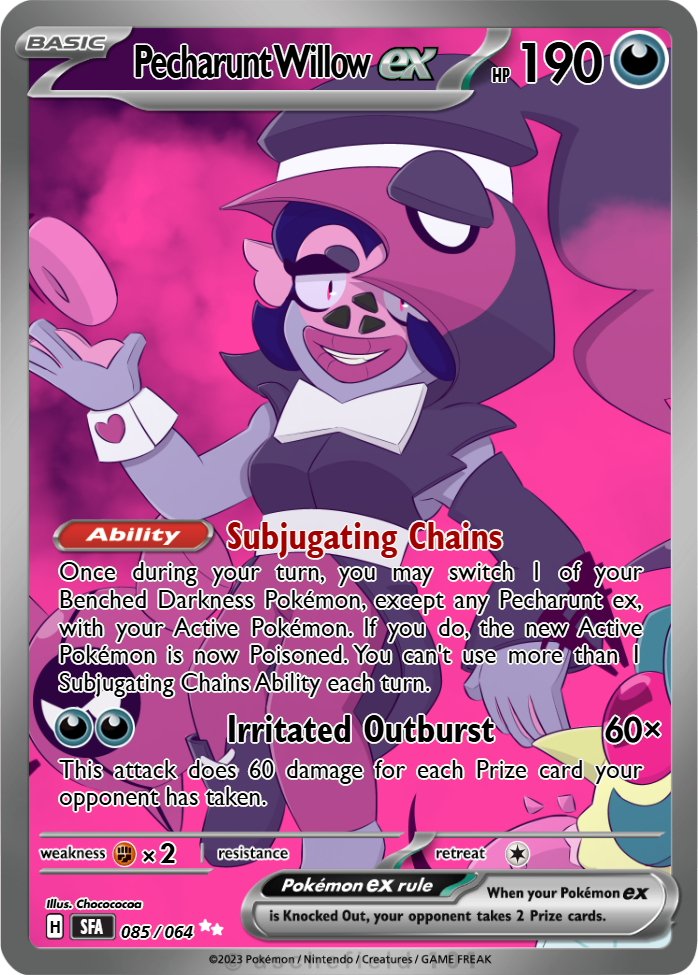 BASIC
Pecharunt Willow ex HP 190
Ability Subjugating Chains
Once during your turn, you may switch 1 of your
Benched Darkness Pokémon, except any Pecharunt ex,
with your Active Pokémon. If you do, the new Active
Pokémon is now Poisoned. You can't use more than 1
Subjugating Chains Ability each turn.
Irritated Outburst 60×
This attack does 60 damage for each Prize card your
opponent has taken.
weakness ×2 resistance retreat
Pokémon ex rule When your Pokémon ex
is Knocked Out, your opponent takes 2 Prize cards.
Illus. Chocococoa
H SFA 085 / 064
©2023 Pokémon / Nintendo / Creatures / GAME FREAK